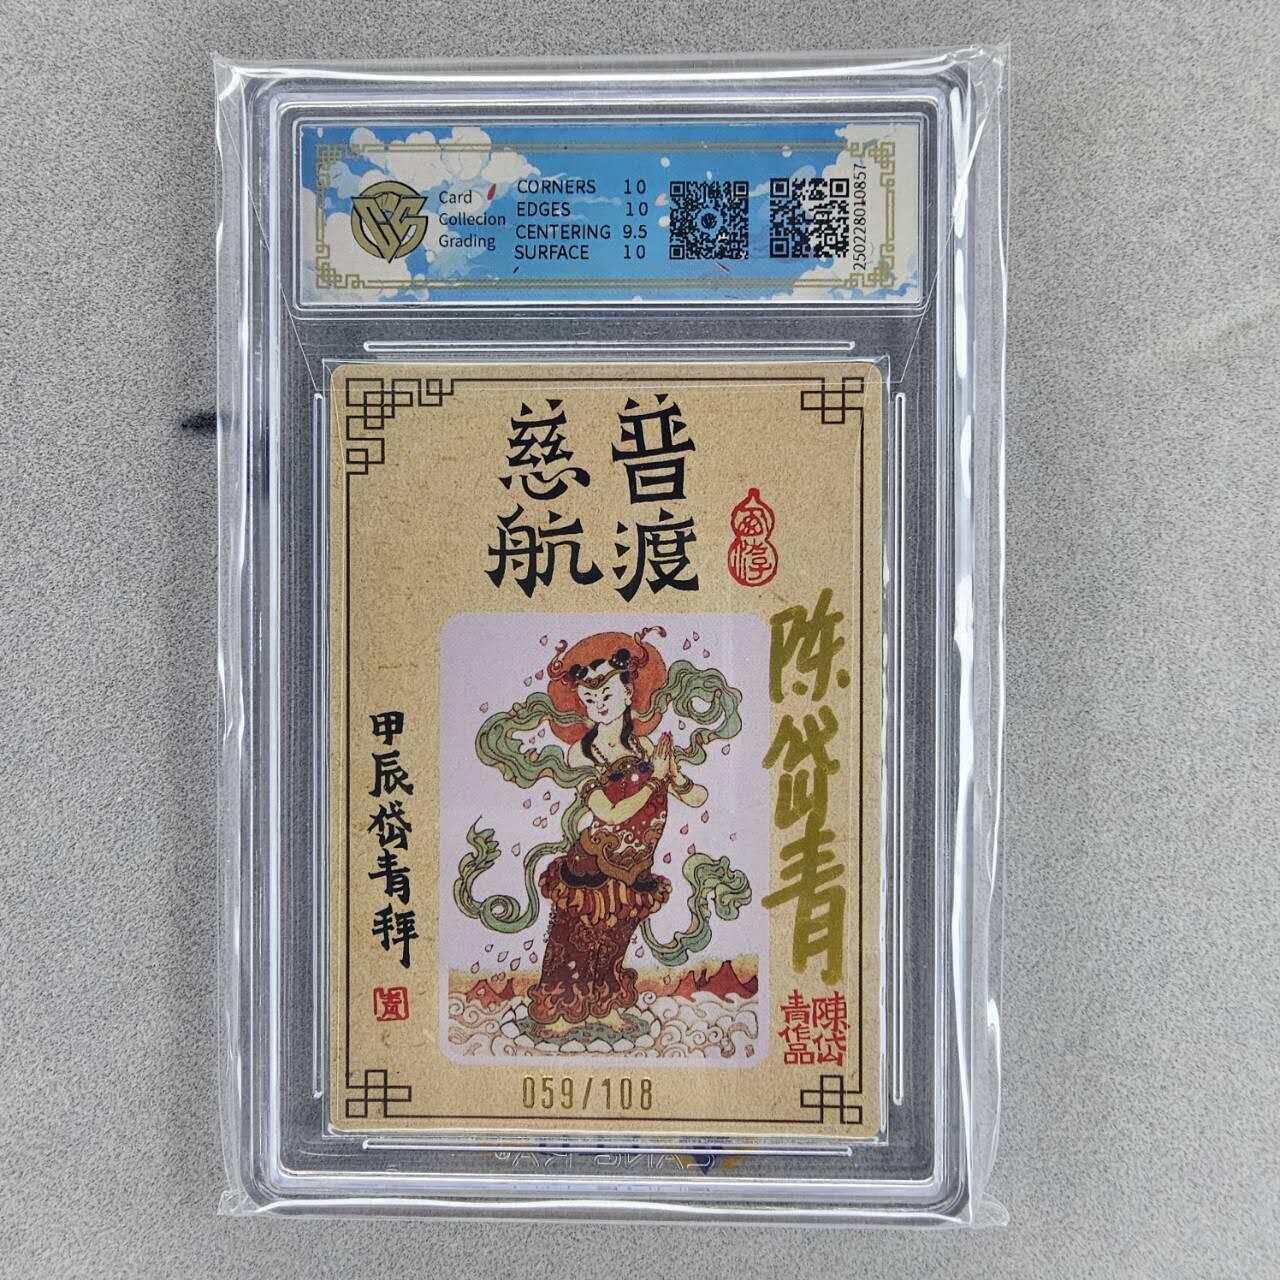 Card
Collecion
Grading
CORNERS 10
EDGES 10
CENTERING 9.5
SURFACE 10
250228010857
普渡
慈航
陈岱青
甲辰岱青拜
陳岱
青作品
059/108